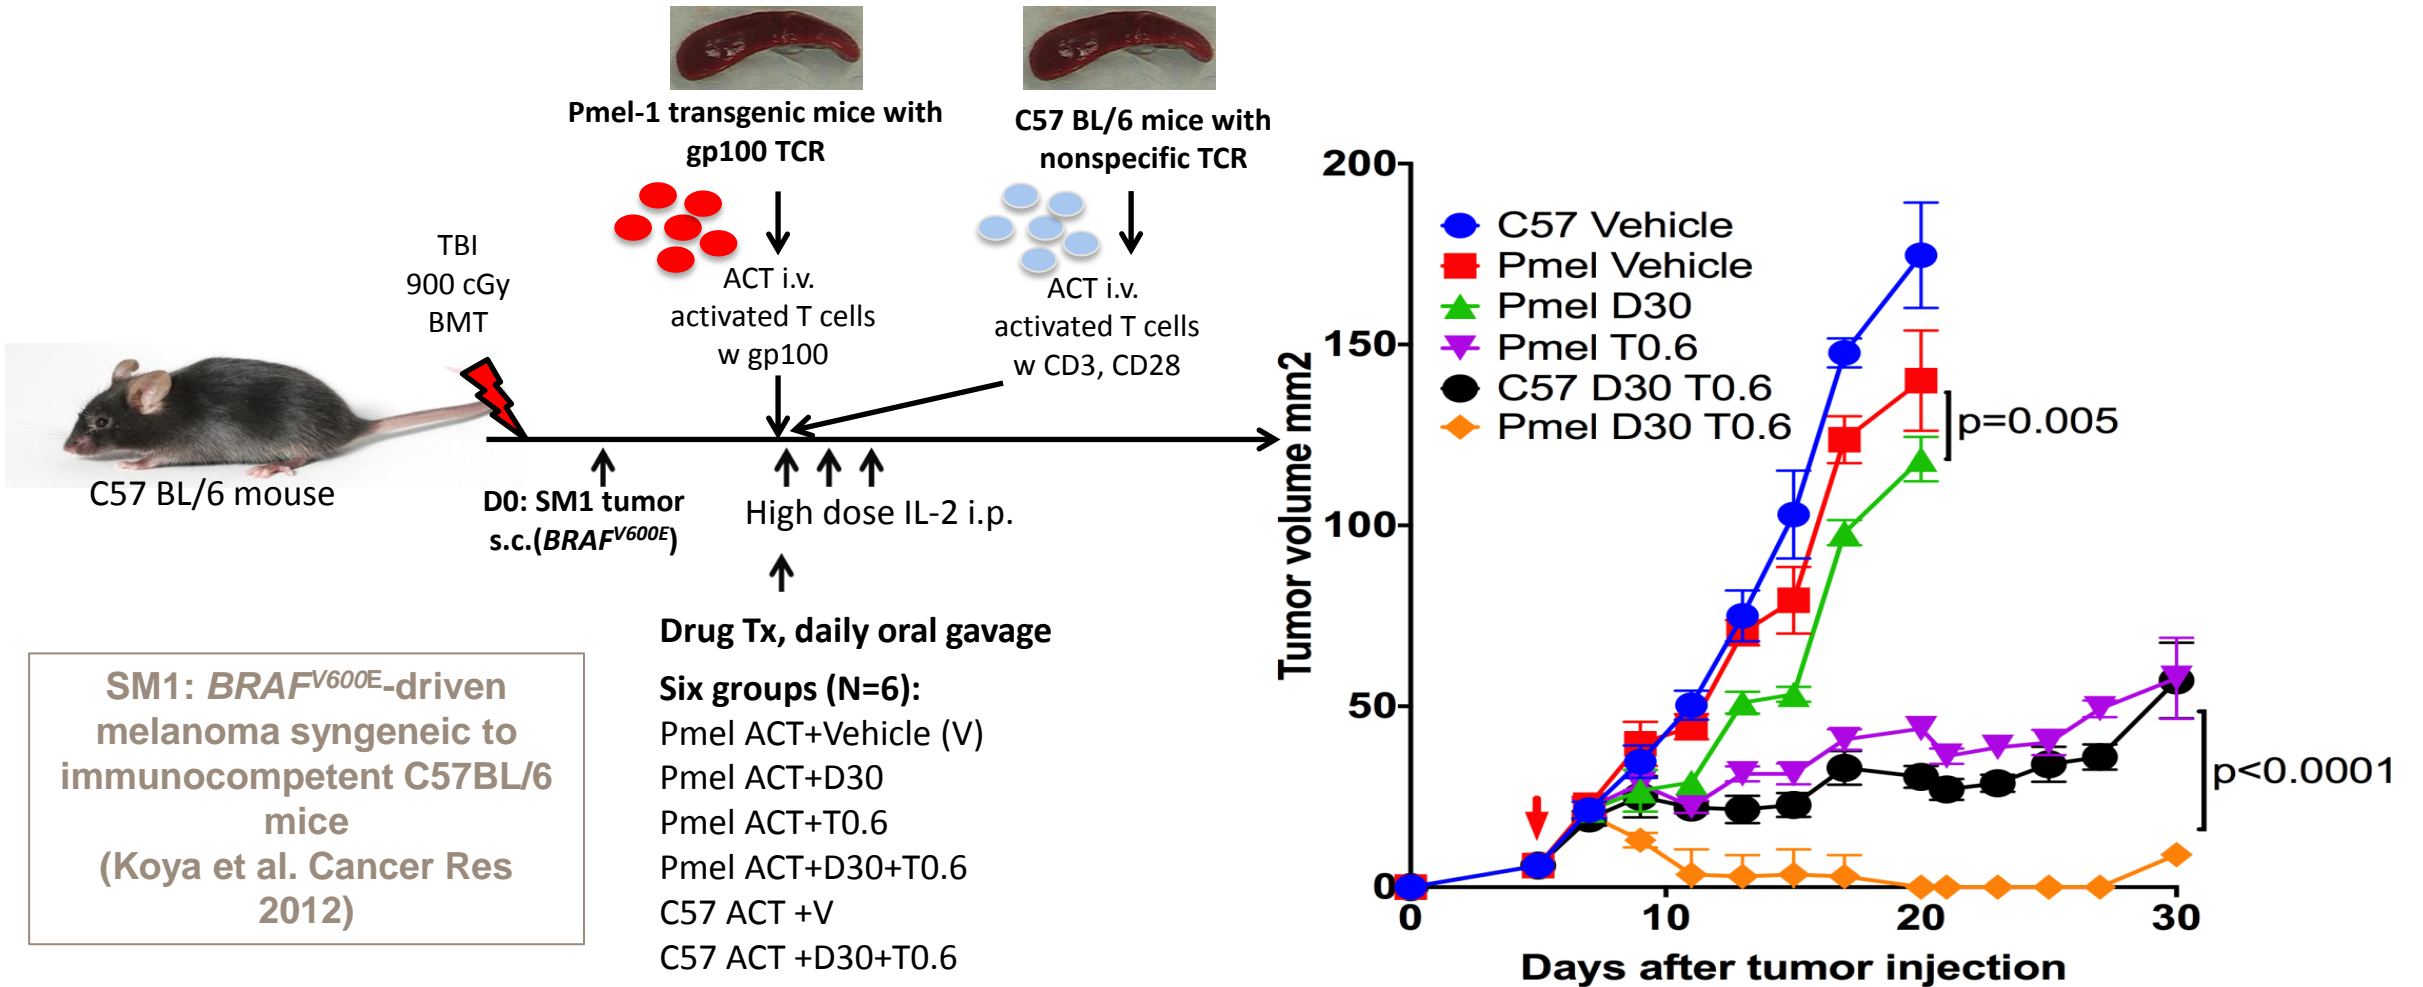 Pmel-1 transgenic mice with
gp100 TCR
C57 BL/6 mice with
nonspecific TCR
TBI
900 cGy
BMT
ACT i.v.
activated T cells
w gp100
ACT i.v.
activated T cells
w CD3, CD28
C57 BL/6 mouse
D0: SM1 tumor
s.c.(BRAFV600E)
High dose IL-2 i.p.
Drug Tx, daily oral gavage
Six groups (N=6):
Pmel ACT+Vehicle (V)
Pmel ACT+D30
Pmel ACT+T0.6
Pmel ACT+D30+T0.6
C57 ACT +V
C57 ACT +D30+T0.6
SM1: BRAFV600E-driven
melanoma syngeneic to
immunocompetent C57BL/6
mice
(Koya et al. Cancer Res
2012)
Tumor volume mm2
200
150
100
50
0
C57 Vehicle
Pmel Vehicle
Pmel D30
Pmel T0.6
C57 D30 T0.6
Pmel D30 T0.6
p=0.005
p<0.0001
0
10
20
30
Days after tumor injection